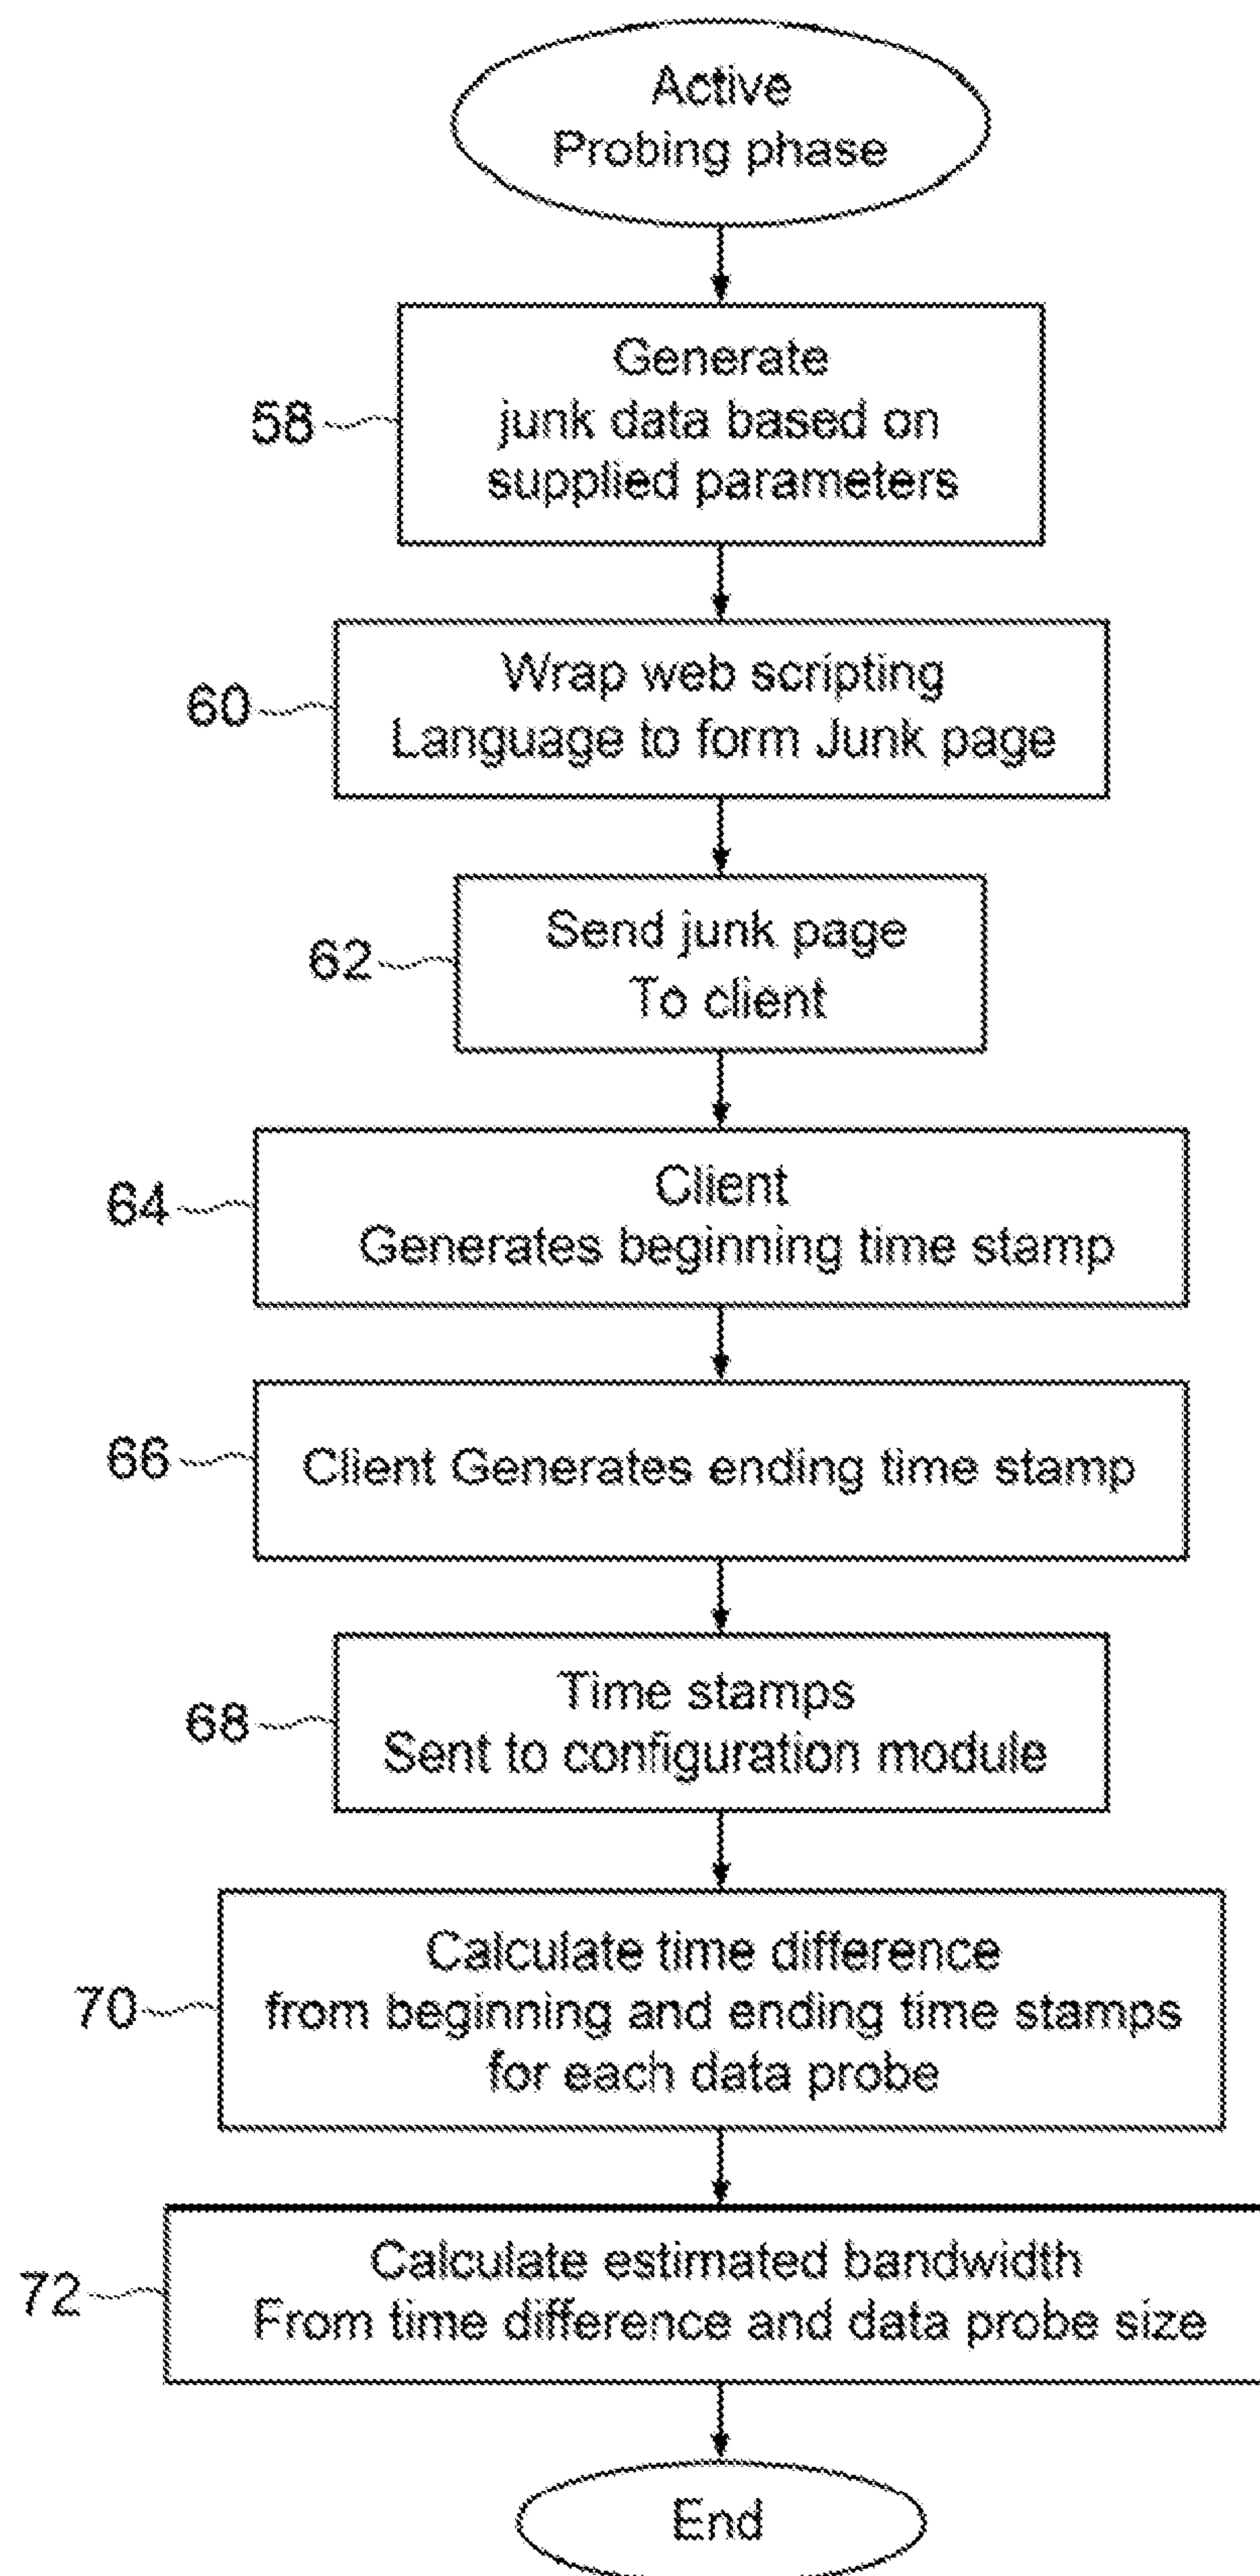 Active
Probing phase
58
Generate
junk data based on
supplied parameters
60
Wrap web scripting
Language to form Junk page
62
Send junk page
To client
64
Client
Generates beginning time stamp
66
Client Generates ending time stamp
68
Time stamps
Sent to configuration module
70
Calculate time difference
from beginning and ending time stamps
for each data probe
72
Calculate estimated bandwidth
From time difference and data probe size
End